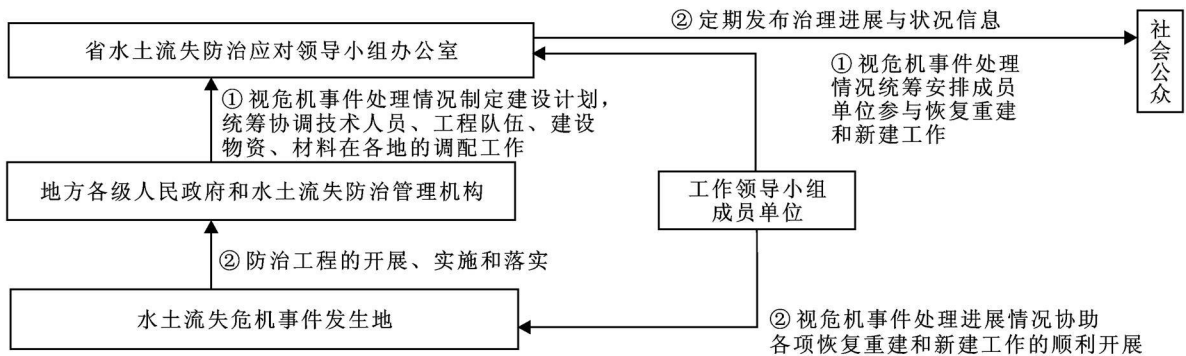 ② 定期发布治理进展与状况信息
省水土流失防治应对领导小组办公室
社会公众
① 视危机事件处理
情况统筹安排成员
单位参与恢复重建
和新建工作
① 视危机事件处理情况制定建设计划，
统筹协调技术人员、工程队伍、建设
物资、材料在各地的调配工作
地方各级人民政府和水土流失防治管理机构
工作领导小组
成员单位
② 防治工程的开展、实施和落实
水土流失危机事件发生地
② 视危机事件处理进展情况协助
各项恢复重建和新建工作的顺利开展